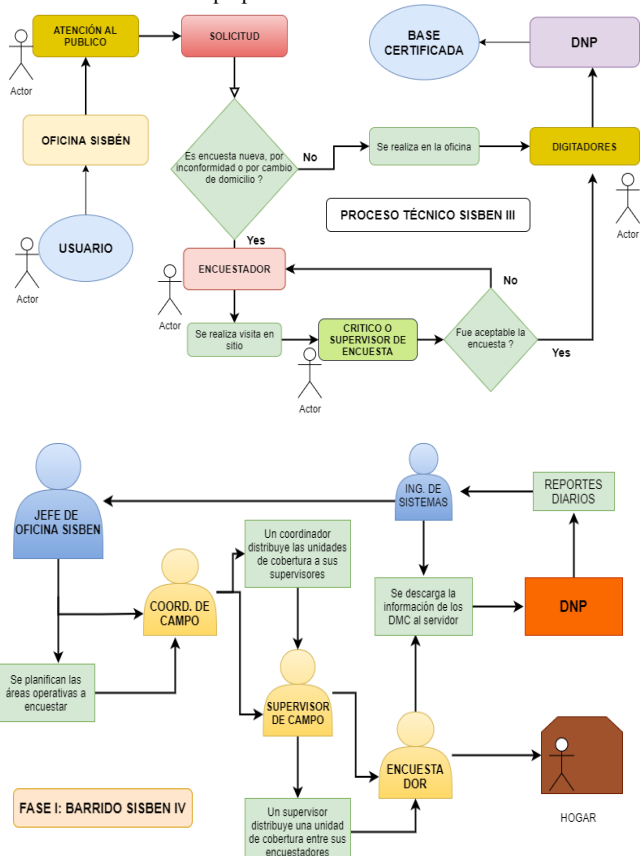 ATENCIÓN AL
PUBLICO
Actor
SOLICITUD
BASE
CERTIFICADA
DNP
OFICINA SISBÉN
Es encuesta nueva, por
inconformidad o por cambio
de domicilio ?
No
Se realiza en la oficina
DIGITADORES
Actor
PROCESO TÉCNICO SISBEN III
USUARIO
Actor
Yes
ENCUESTADOR
Actor
No
Se realiza visita en
sitio
CRITICO O
SUPERVISOR DE
ENCUESTA
Actor
Fue aceptable la
encuesta ?
Yes
JEFE DE
OFICINA SISBEN
ING. DE
SISTEMAS
REPORTES
DIARIOS
Un coordinador
distribuye las unidades
de cobertura a sus
supervisores
COORD. DE
CAMPO
Se descarga la
información de los
DMC al servidor
DNP
Se planifican las
áreas operativas a
encuestar
SUPERVISOR
DE CAMPO
ENCUESTA
DOR
HOGAR
FASE I: BARRIDO SISBEN IV
Un supervisor
distribuye una unidad
de cobertura entre sus
encuestadores